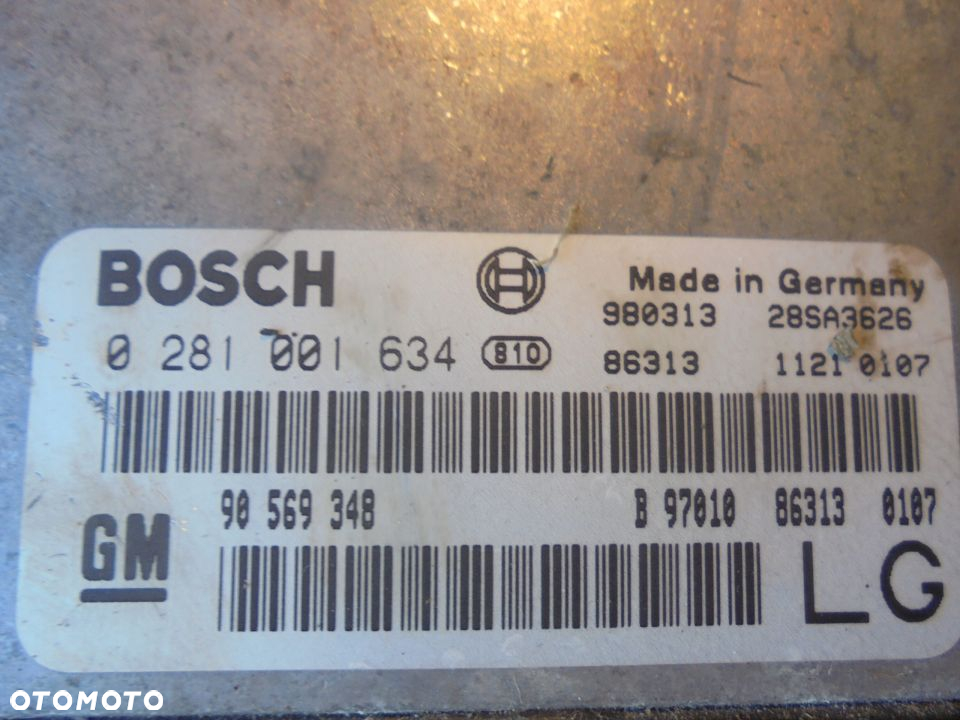 BOSCH Made in Germany
980313 28SA3626
0 281 001 634 810 86313 1121 0107
90 569 348 B 97010 86313 0107
GM LG
OTOMOTO